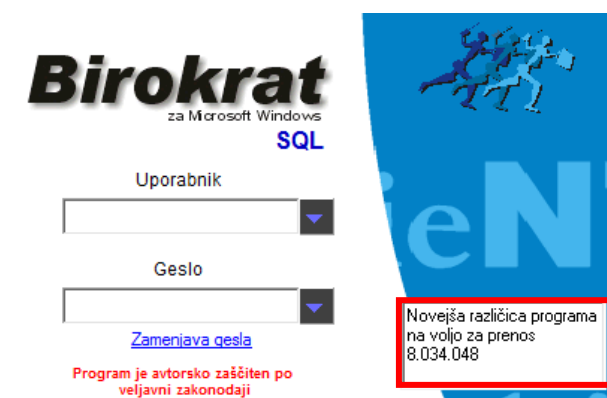 Birokrat
za Microsoft Windows
SQL
Uporabnik
Geslo
Zamenjava gesla
Program je avtorsko zaščiten po
veljavni zakonodaji
eN
Novejša različica programa
na voljo za prenos
8.034.048